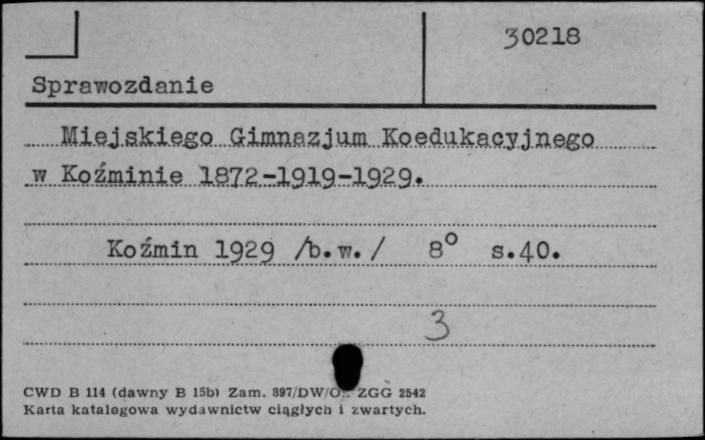 30218
Sprawozdanie
Miejskiego Gimnazjum Koedukacyjnego
w Koźminie 1872-1919-1929.
Koźmin 1929 /b.w./ 8° s.40.
3
CWD B 114 (dawny B 15b) Zam. 897/DW/O ZGG 2542
Karta katalogowa wydawnictw ciągłych i zwartych.